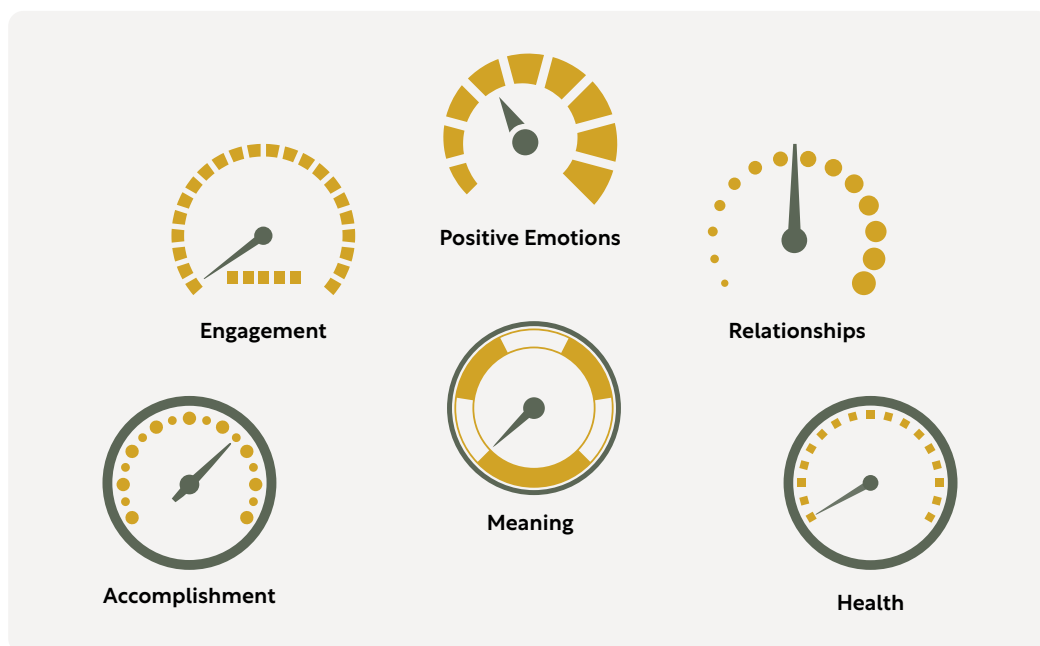 Positive Emotions
Engagement
Relationships
Meaning
Accomplishment
Health